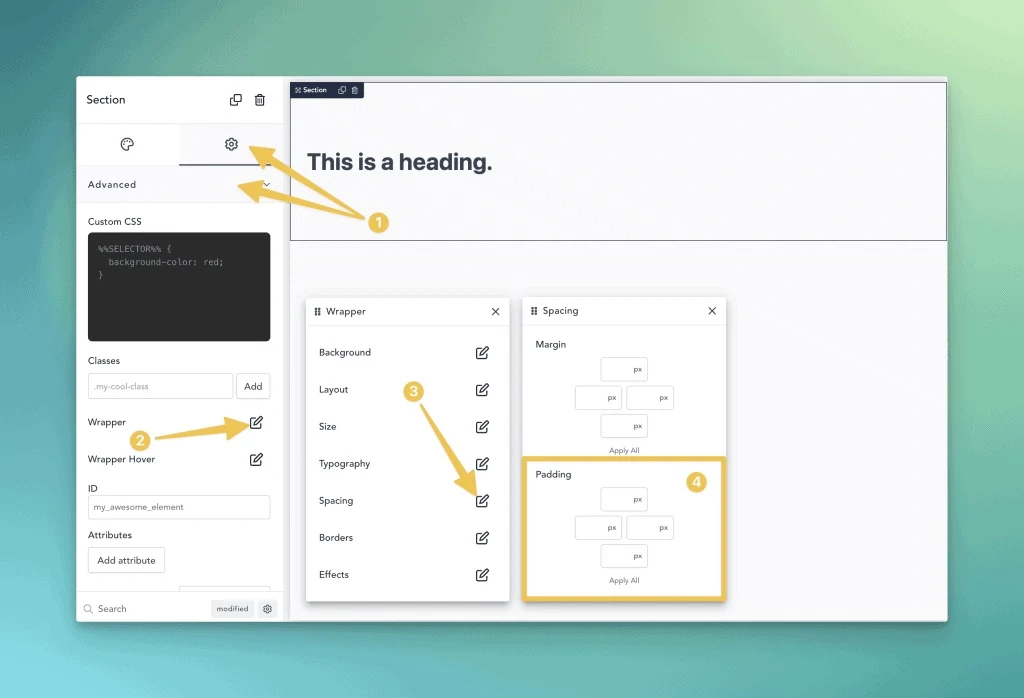 Section
Section
This is a heading.
Advanced
1
Custom CSS
%%SELECTOR%% {
background-color: red;
}
Classes
.my-cool-class
Add
Wrapper
2
Wrapper Hover
ID
my_awesome_element
Attributes
Add attribute
Search
modified
Wrapper
Background
Layout
3
Size
Typography
Spacing
Borders
Effects
Spacing
Margin
px
px px
px
Apply All
Padding
4
px
px px
px
Apply All